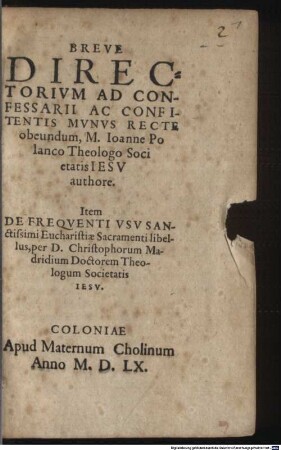 2
BREVE
DIREC-
TORIVM AD CON-
FESSARII AC CONFI
TENTIS MVNVS RECTE
obeundum, M. Ioanne Po
lanco Theologo Soci
etatis IESV
authore.
Item
DE FREQVENTI VSV SAN-
ctissimi Eucharistiæ Sacramenti libel-
lus, per D. Christophorum Ma-
dridium Doctorem Theo-
logum Societatis
IESV.
COLONIAE
Apud Maternum Cholinum
Anno M. D. LX.